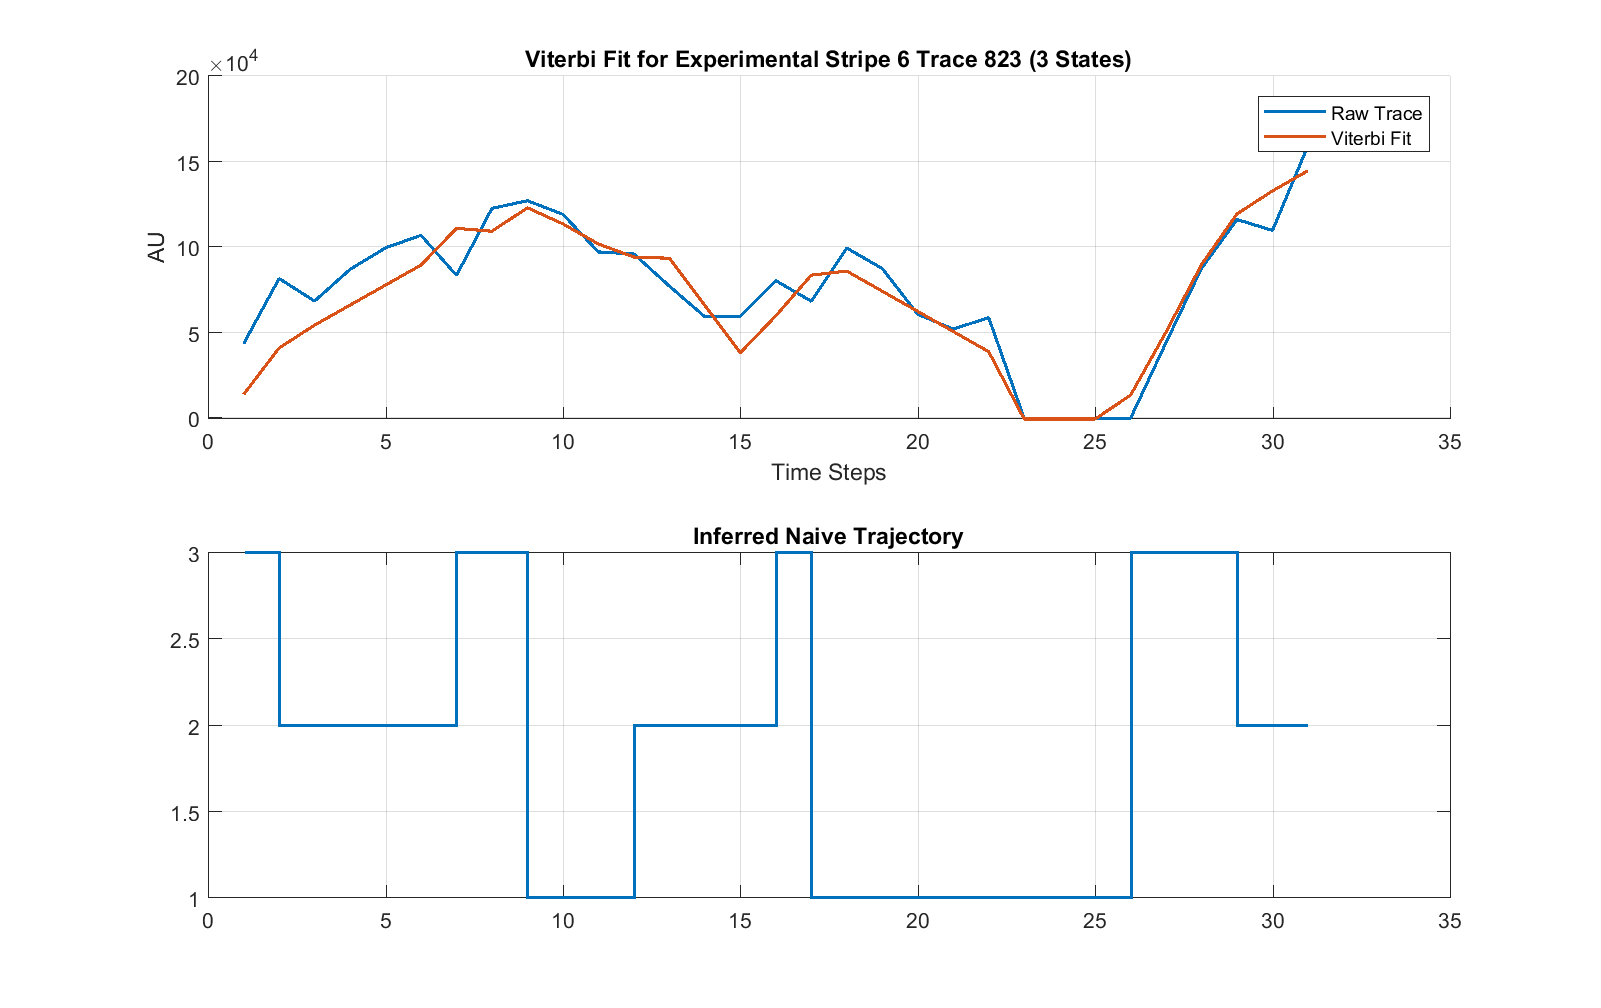 Viterbi Fit for Experimental Stripe 6 Trace 823 (3 States)
×10⁴
20
15
10
5
0
AU
Raw Trace
Viterbi Fit
0 5 10 15 20 25 30 35
Time Steps
Inferred Naive Trajectory
3
2.5
2
1.5
1
0 5 10 15 20 25 30 35